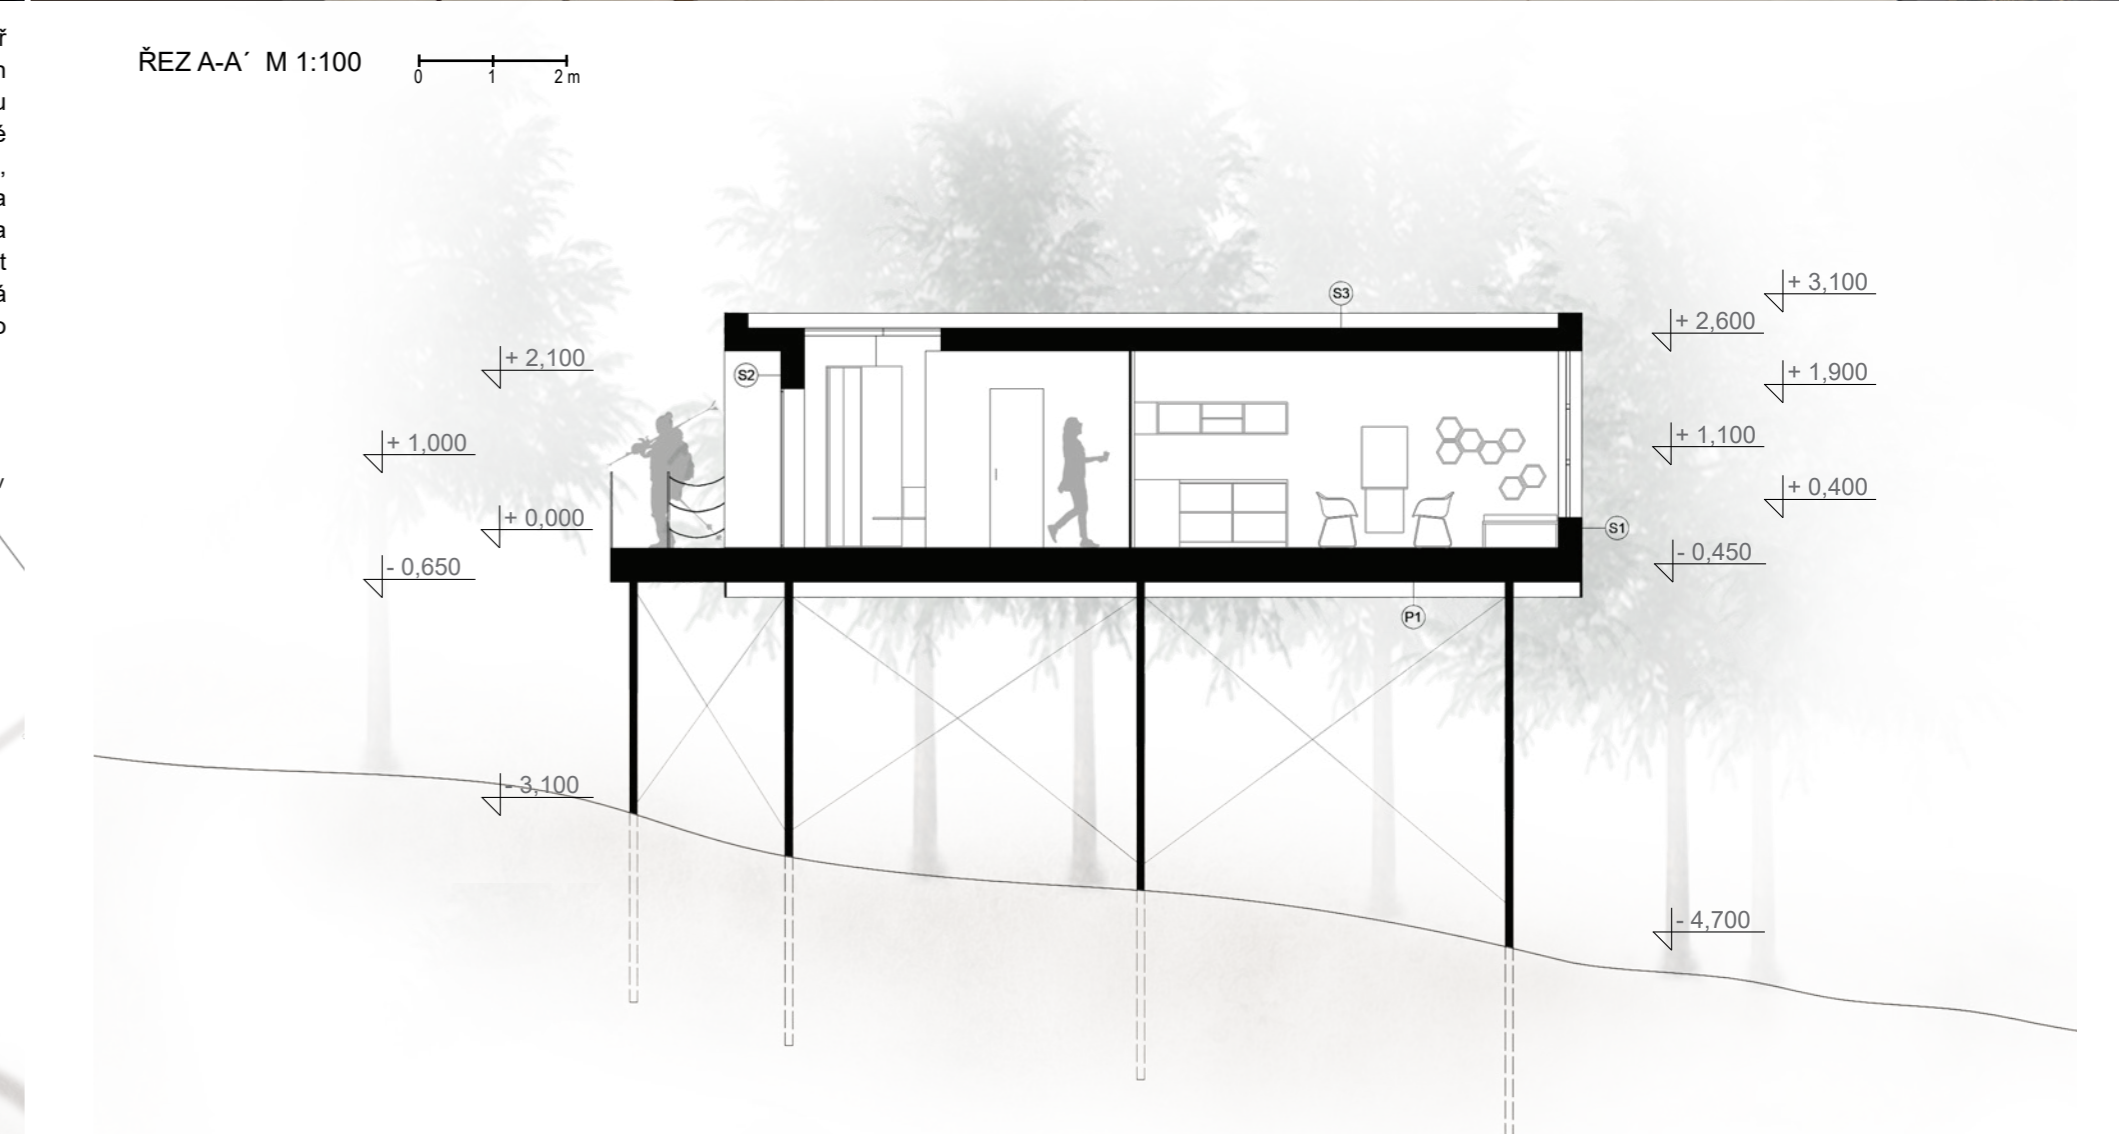 ř
ŘEZ A-A´ M 1:100
0 1 2 m
n
u
é
,
a
a
t
á
o
+ 3,100
S3
+ 2,600
+ 2,100
S2
+ 1,900
+ 1,000
+ 1,100
+ 0,400
+ 0,000
S1
- 0,450
- 0,650
P1
- 3,100
- 4,700